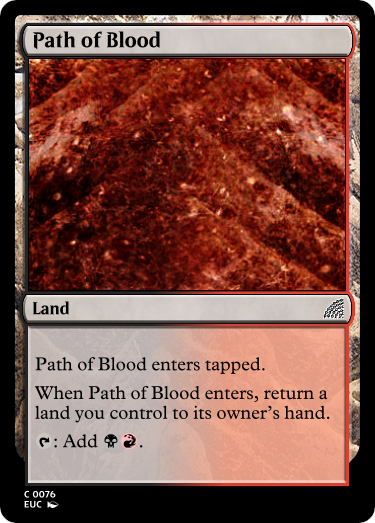 Path of Blood
Land
Path of Blood enters tapped.
When Path of Blood enters, return a
land you control to its owner's hand.
: Add .
C 0076
EUC